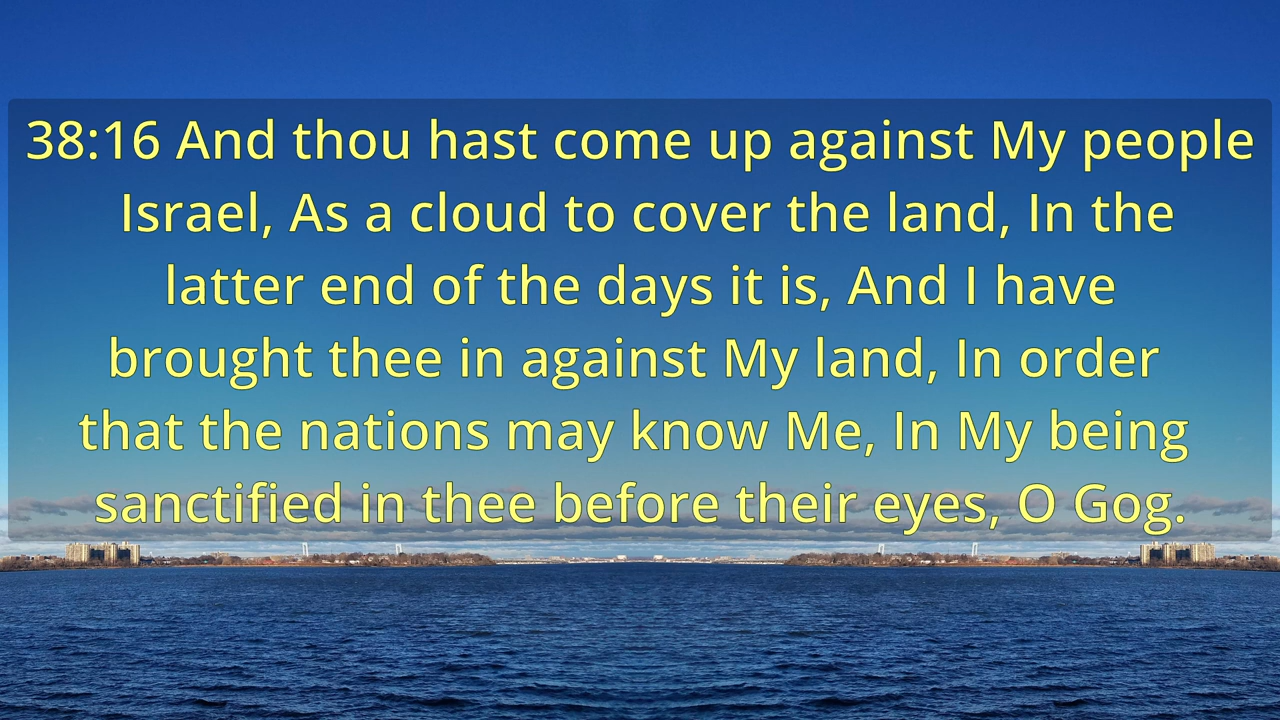 38:16 And thou hast come up against My people
Israel, As a cloud to cover the land, In the
latter end of the days it is, And I have
brought thee in against My land, In order
that the nations may know Me, In My being
sanctified in thee before their eyes, O Gog.